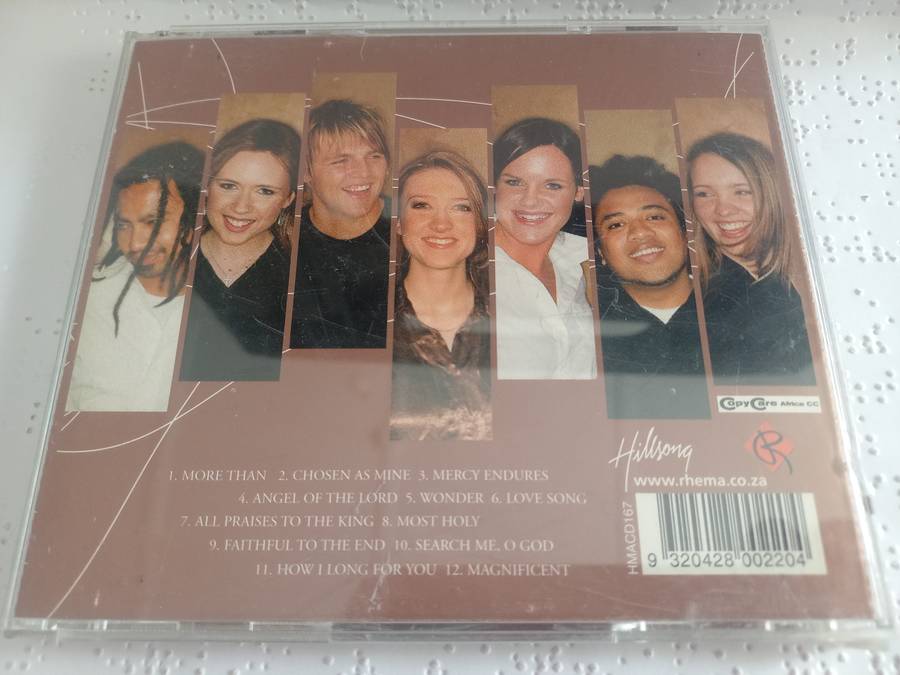 CopyCare Africa CC
Hillsong
R
www.rhema.co.za
1. MORE THAN 2. CHOSEN AS MINE 3. MERCY ENDURES
4. ANGEL OF THE LORD 5. WONDER 6. LOVE SONG
7. ALL PRAISES TO THE KING 8. MOST HOLY
9. FAITHFUL TO THE END 10. SEARCH ME, O GOD
11. HOW I LONG FOR YOU 12. MAGNIFICENT
HMACD167
9 320428 002204